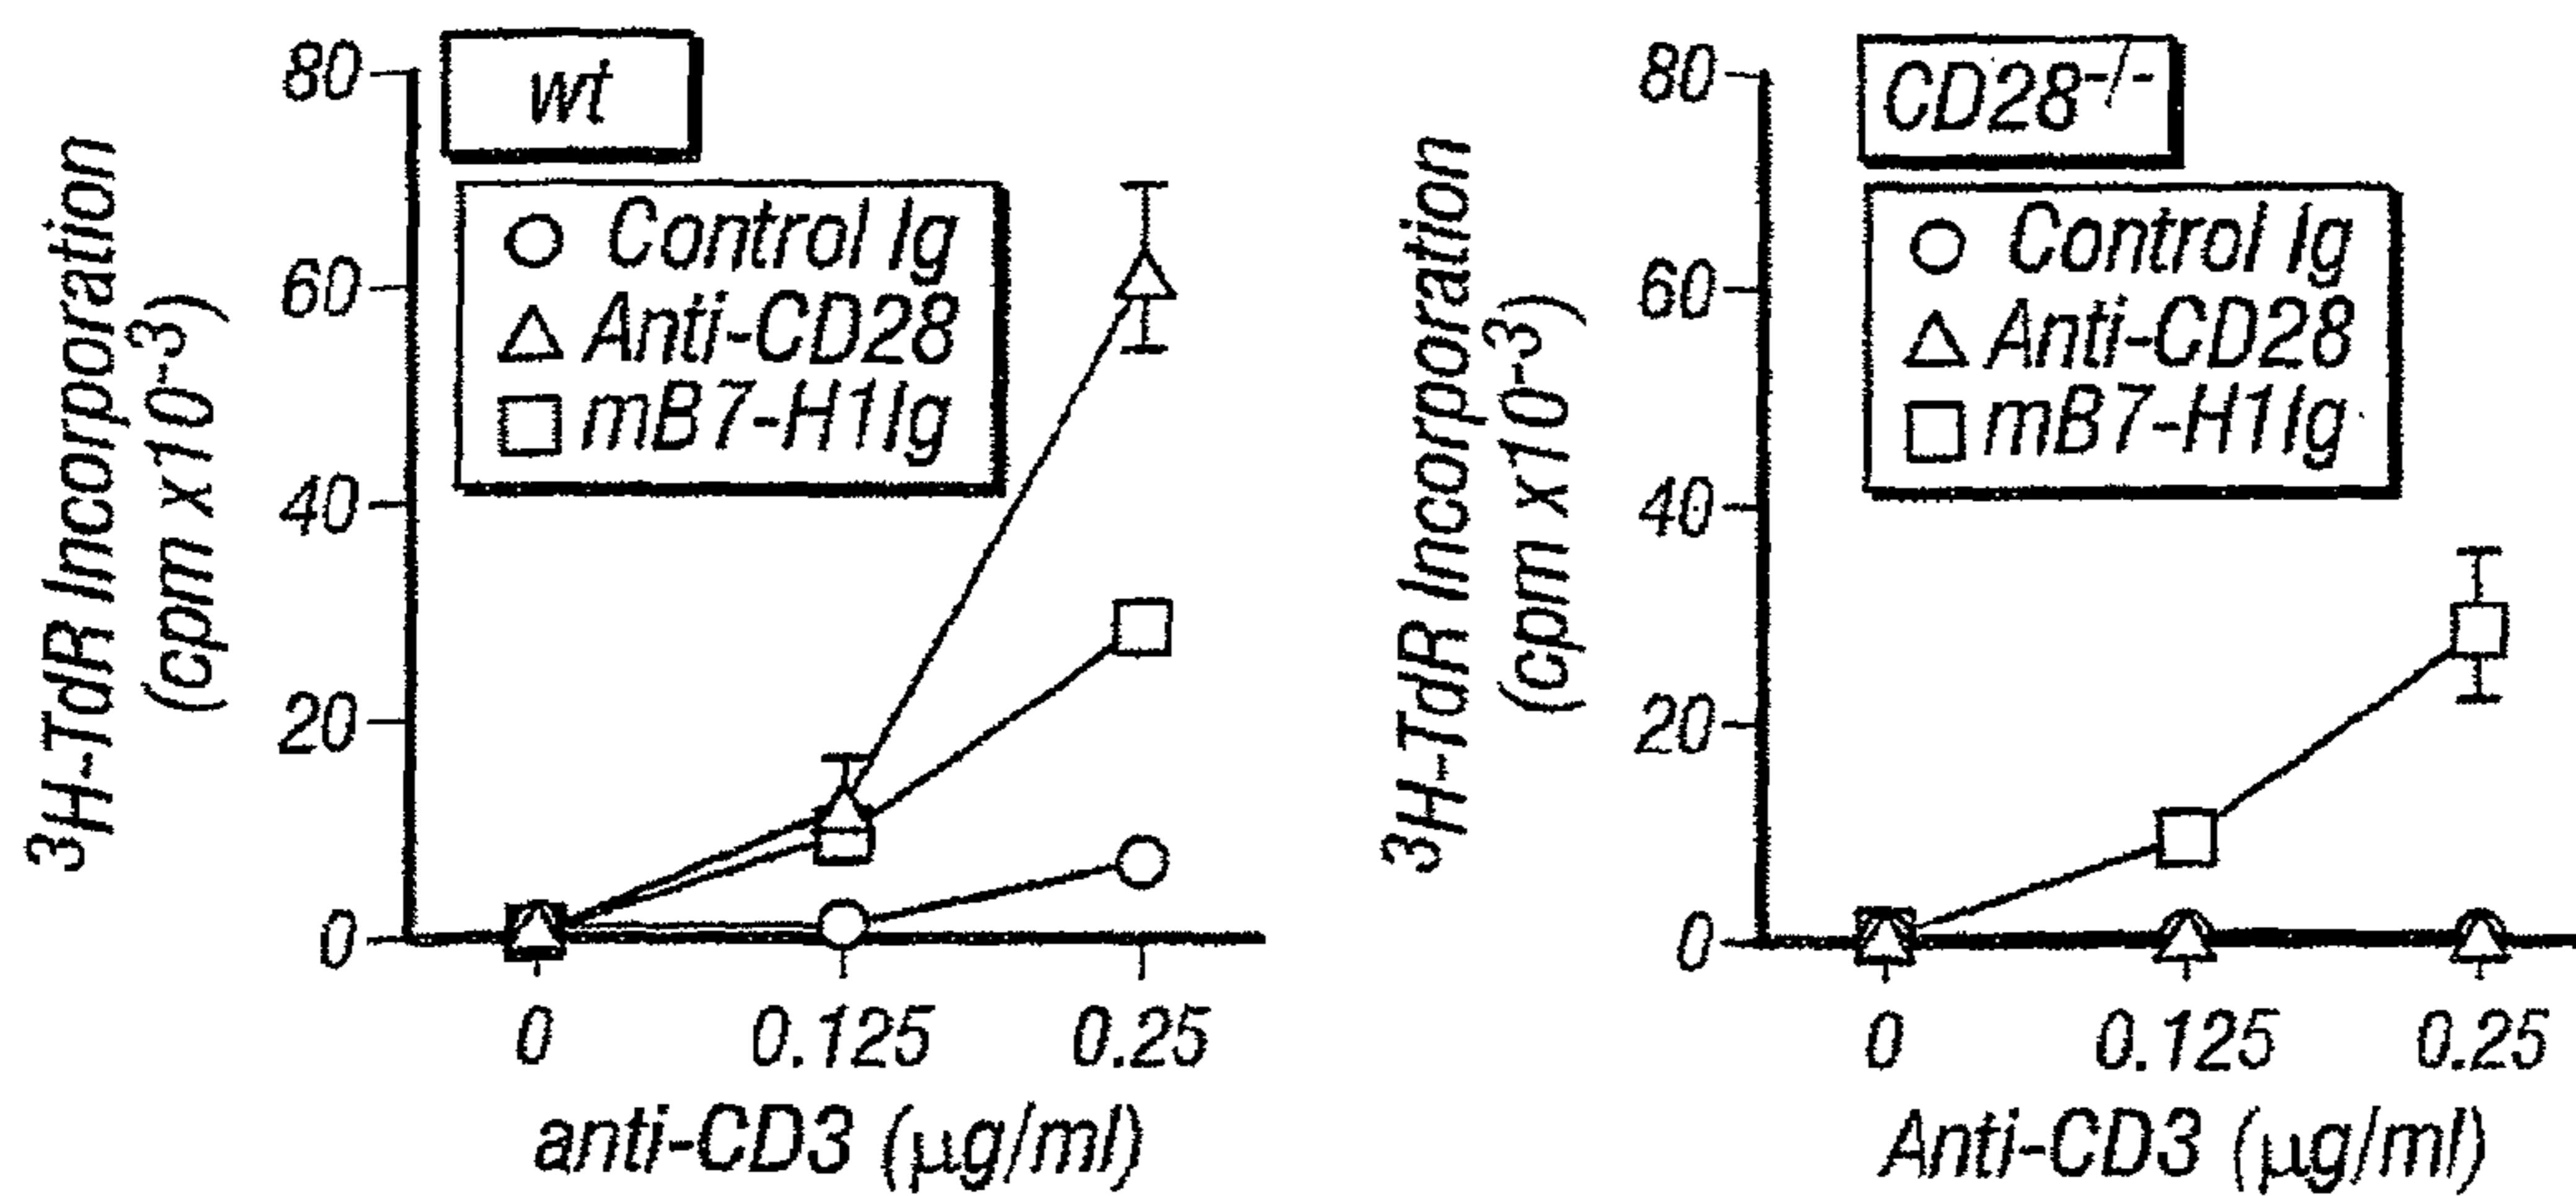 wt
Control Ig
Anti-CD28
mB7-H1Ig
80
60
40
20
0
³H-TdR Incorporation
(cpm x10⁻³)
0 0.125 0.25
anti-CD3 (μg/ml)
CD28⁻/⁻
Control Ig
Anti-CD28
mB7-H1Ig
80
60
40
20
0
³H-TdR Incorporation
(cpm x10⁻³)
0 0.125 0.25
Anti-CD3 (μg/ml)